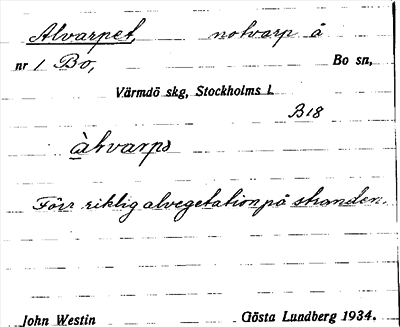 Alvarpet, notvarp å
nr 1 Bo, Bo sn,
Värmdö skg, Stockholms l.
B18
àlvarpə
Förr riklig alvegetation på stranden.
John Westin Gösta Lundberg 1934.